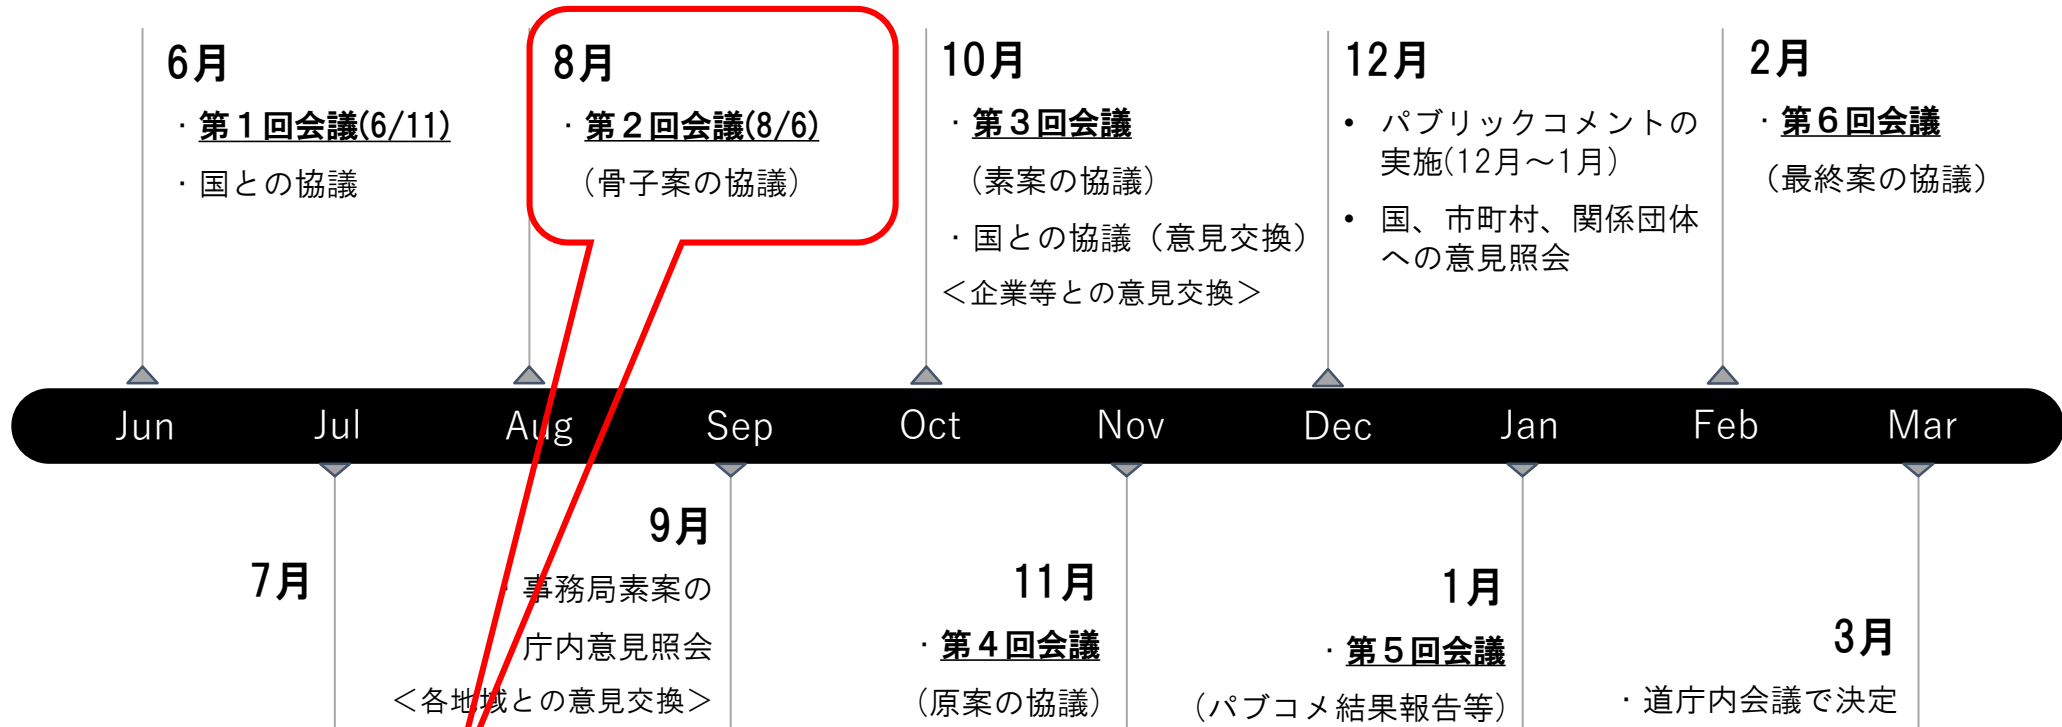 6月
・第１回会議(6/11)
・国との協議
8月
・第２回会議(8/6)
（骨子案の協議）
10月
・第３回会議
（素案の協議）
・国との協議（意見交換）
＜企業等との意見交換＞
12月
• パブリックコメントの
実施(12月～1月)
• 国、市町村、関係団体
への意見照会
2月
・第６回会議
（最終案の協議）
Jun Jul Aug Sep Oct Nov Dec Jan Feb Mar
7月
9月
・事務局素案の
庁内意見照会
＜各地域との意見交換＞
11月
・第４回会議
（原案の協議）
1月
・第５回会議
（パブコメ結果報告等）
3月
・道庁内会議で決定